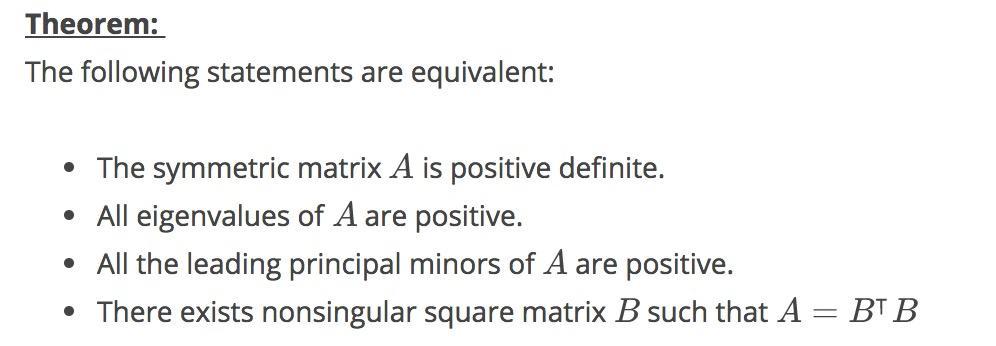 Theorem:
The following statements are equivalent:
• The symmetric matrix A is positive definite.
• All eigenvalues of A are positive.
• All the leading principal minors of A are positive.
• There exists nonsingular square matrix B such that A = BᵀB